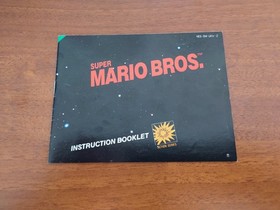 SUPER
MARIO BROS.
INSTRUCTION BOOKLET